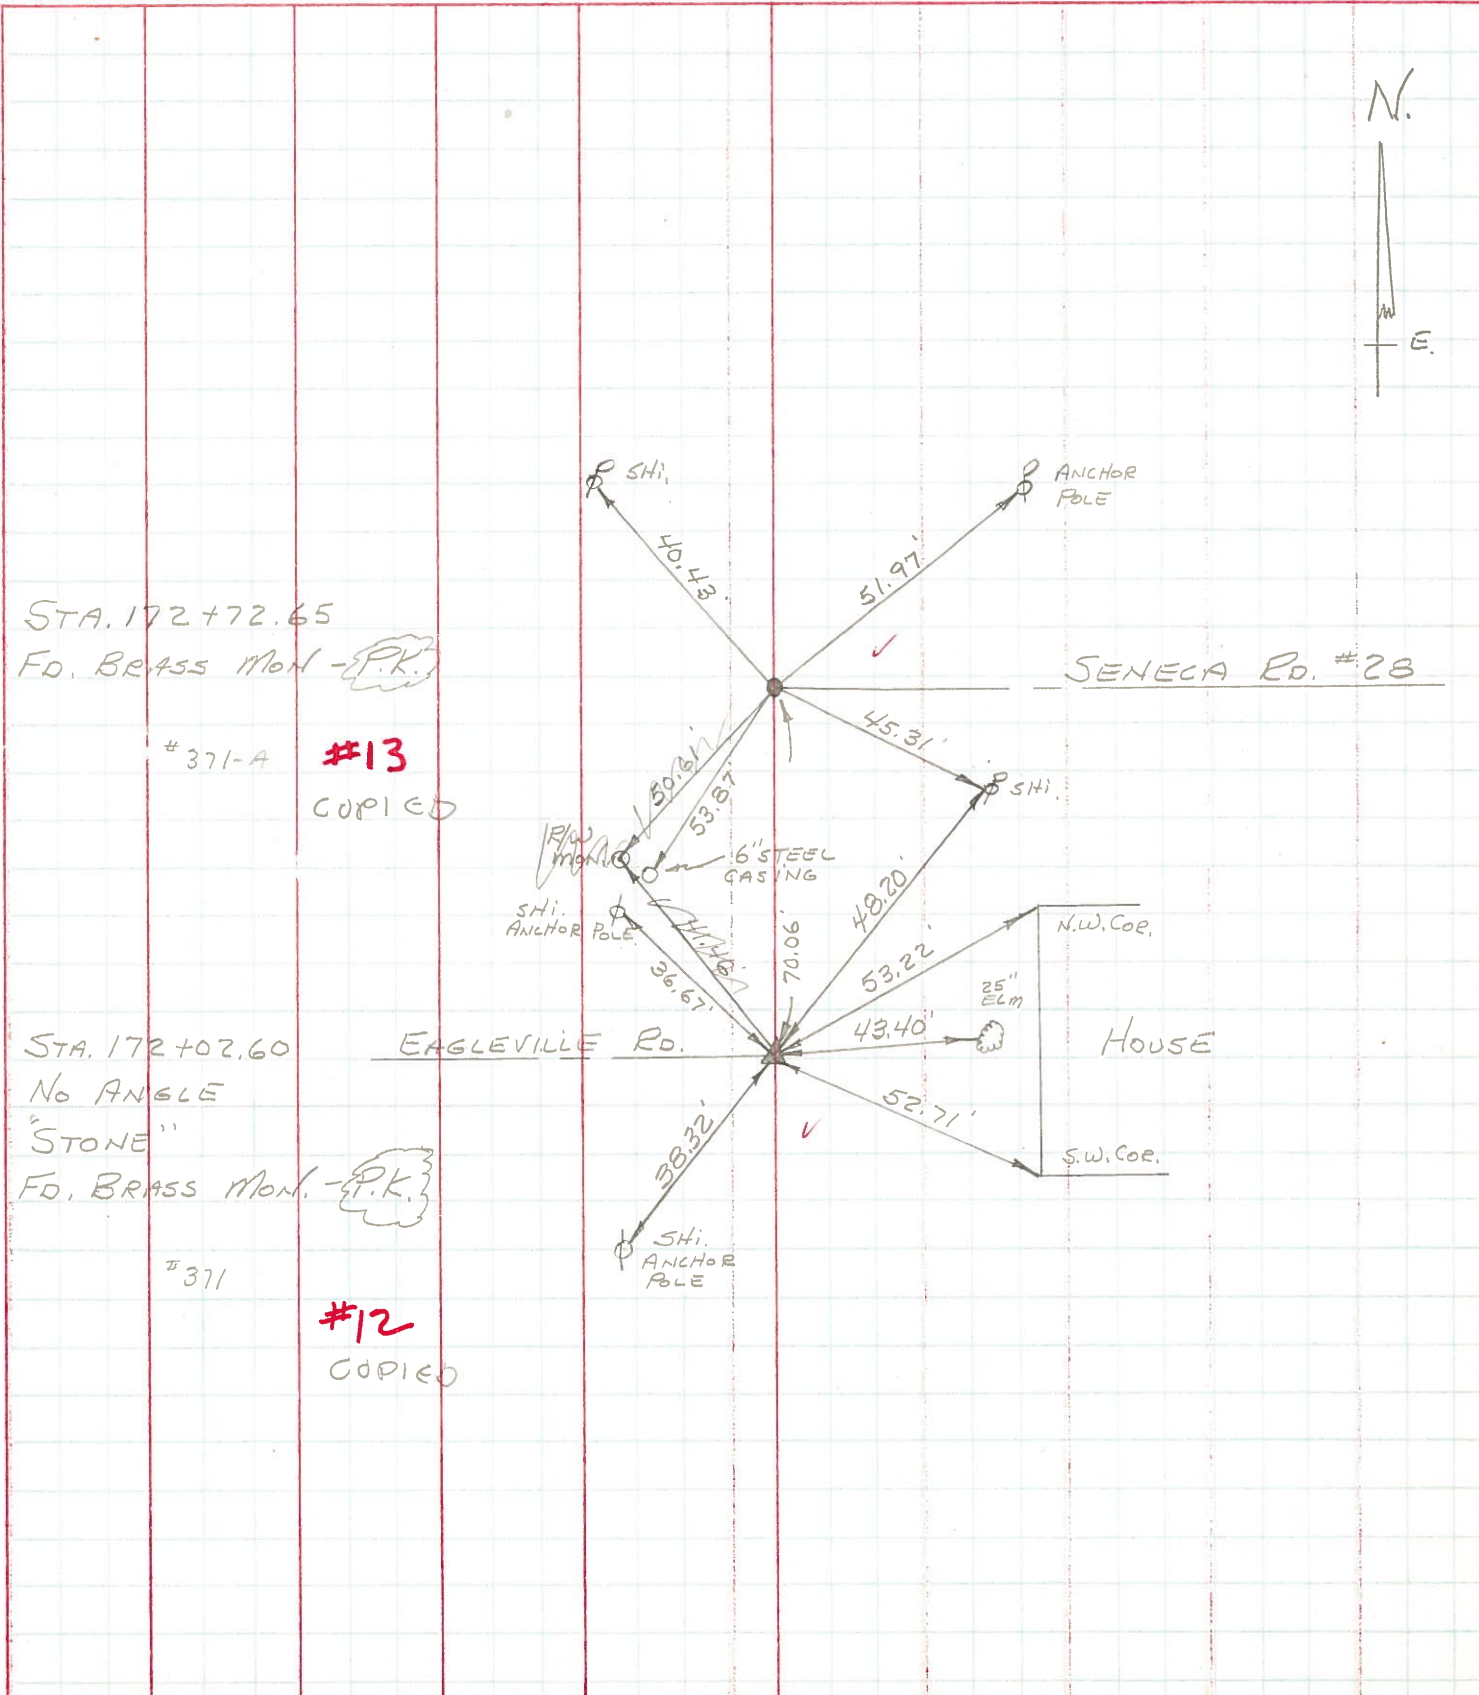 N.
E.
SHi.
ANCHOR
POLE
40.43'
51.97'
STA. 172+72.65
FD. BRASS MON - P.K.
SENECA RD. #28
45.31'
#371-A
#13
COPIED
50.61'
53.87'
SHi.
R/W
MON.
6" STEEL
CASING
SHi.
ANCHOR POLE
48.20'
70.06'
53.22'
N.W. COR.
36.67'
25"
ELM
43.40'
HOUSE
STA. 172+02.60
EAGLEVILLE RD.
NO ANGLE
"STONE"
FD. BRASS MON. - P.K.
52.71'
S.W. COR.
38.32'
SHi.
ANCHOR
POLE
#371
#12
COPIED